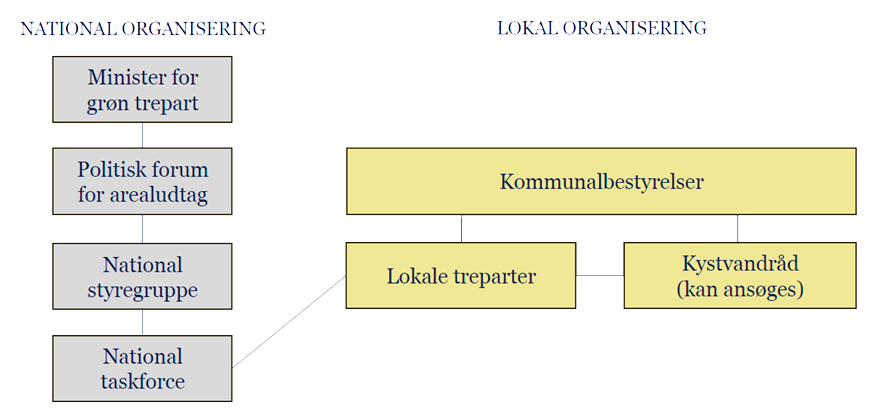 NATIONAL ORGANISERING
Minister for
grøn trepart
Politisk forum
for arealudtag
National
styregruppe
National
taskforce
LOKAL ORGANISERING
Kommunalbestyrelser
Lokale treparter
Kystvandråd
(kan ansøges)